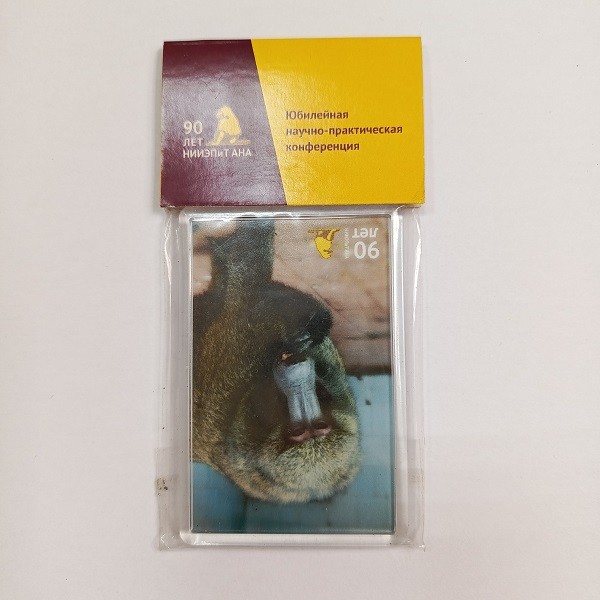 90
ЛЕТ
НИИЭПиТ АНА
Юбилейная
научно-практическая
конференция
90
ЛЕТ